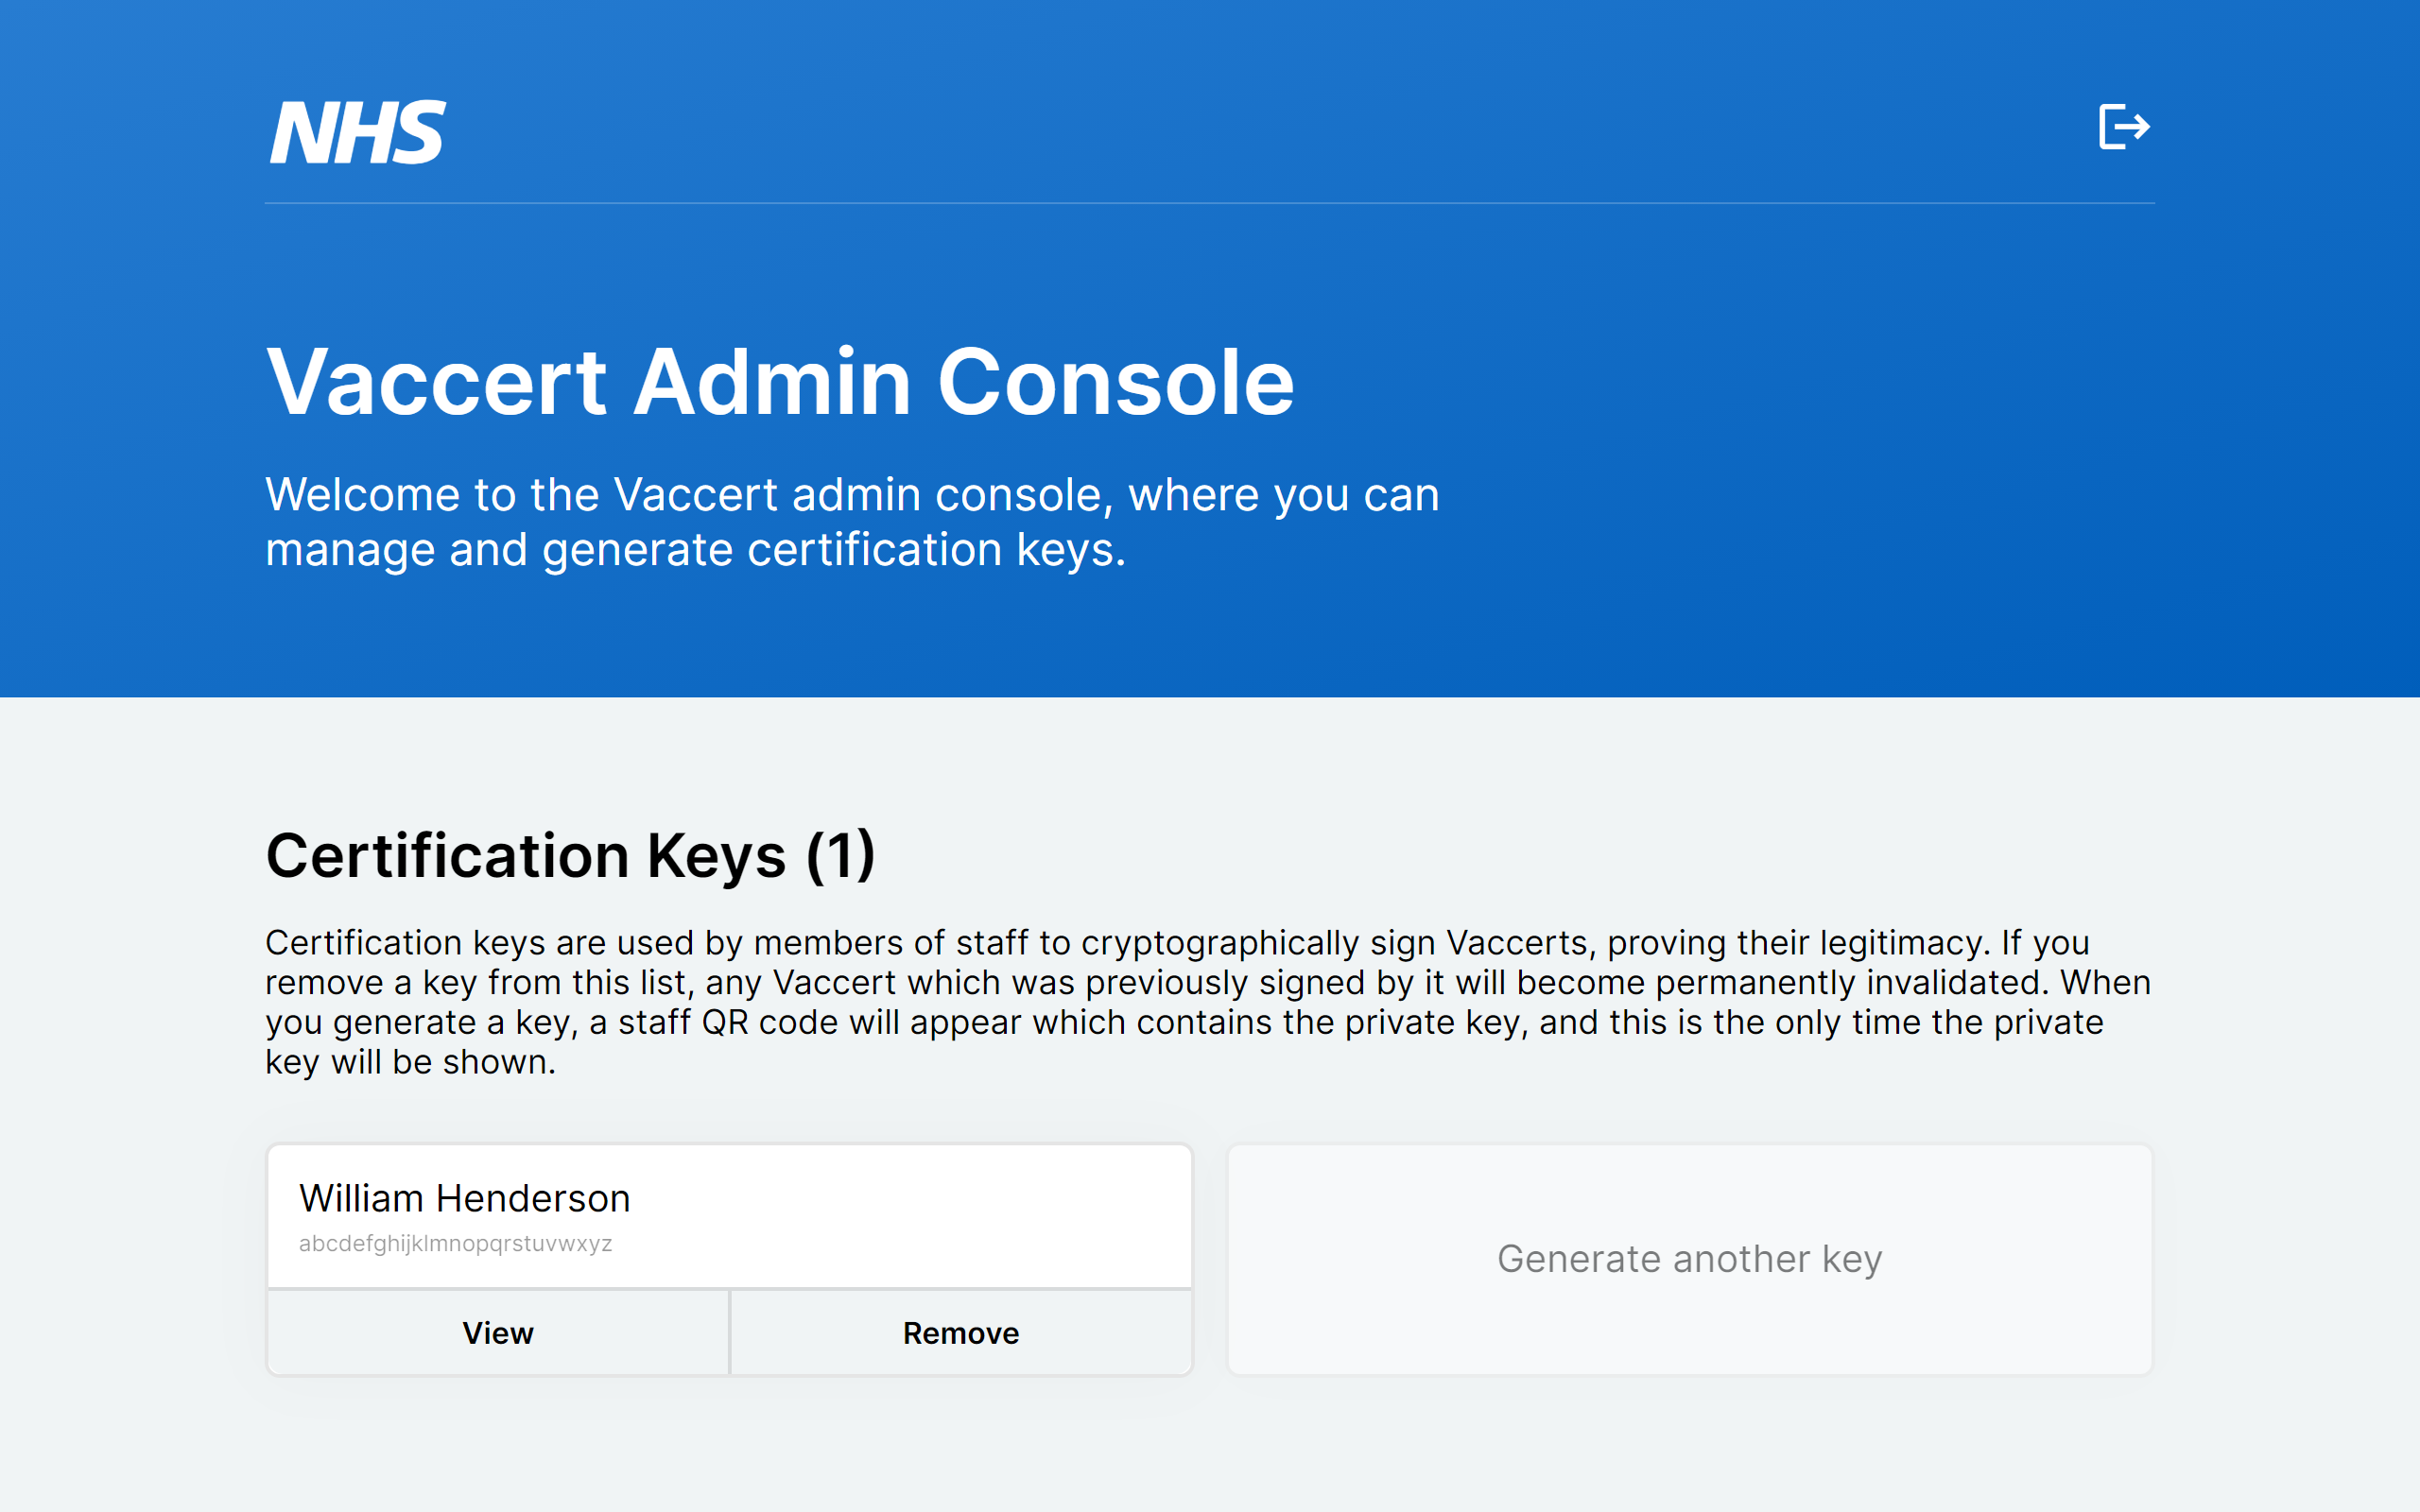 NHS
Vaccert Admin Console
Welcome to the Vaccert admin console, where you can
manage and generate certification keys.
Certification Keys (1)
Certification keys are used by members of staff to cryptographically sign Vaccerts, proving their legitimacy. If you
remove a key from this list, any Vaccert which was previously signed by it will become permanently invalidated. When
you generate a key, a staff QR code will appear which contains the private key, and this is the only time the private
key will be shown.
William Henderson
abcdefghijklmnopqrstuvwxyz
View
Remove
Generate another key